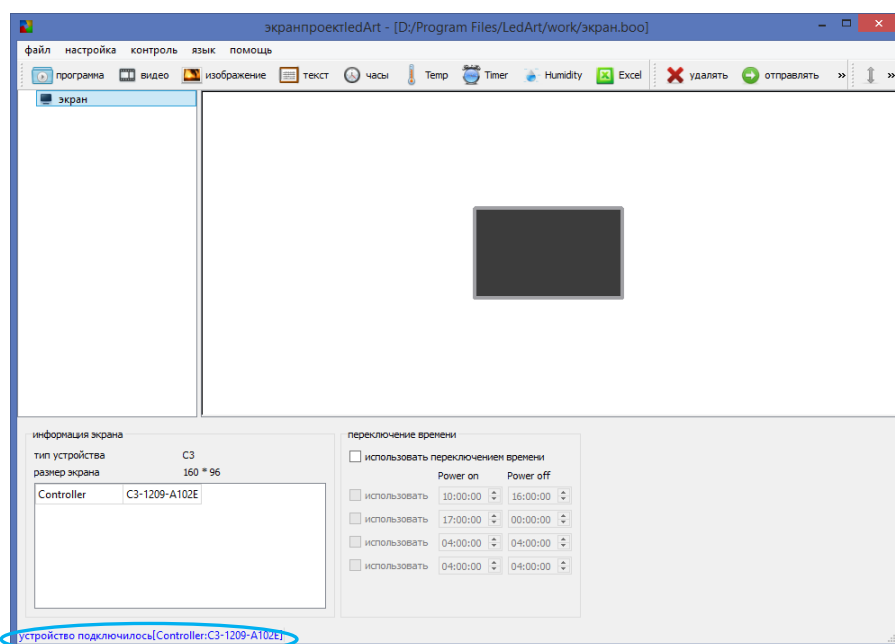 экранпроектledArt - [D:/Program Files/LedArt/work/экран.boo]
файл настройка контроль язык помощь
программа видео изображение текст часы Temp Timer Humidity Excel удалять отправлять » »
экран
информация экрана
тип устройства C3
размер экрана 160 * 96
Controller C3-1209-A102E
переключение времени
использовать переключением времени
Power on Power off
использовать 10:00:00 16:00:00
использовать 17:00:00 00:00:00
использовать 04:00:00 04:00:00
использовать 04:00:00 04:00:00
устройство подключилось[Controller:C3-1209-A102E]